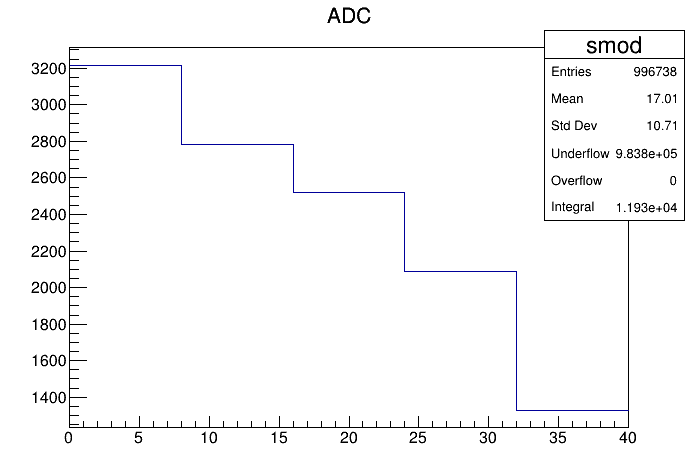 ADC
smod
Entries 996738
Mean 17.01
Std Dev 10.71
Underflow 9.838e+05
Overflow 0
Integral 1.193e+04
3200
3000
2800
2600
2400
2200
2000
1800
1600
1400
0 5 10 15 20 25 30 35 40